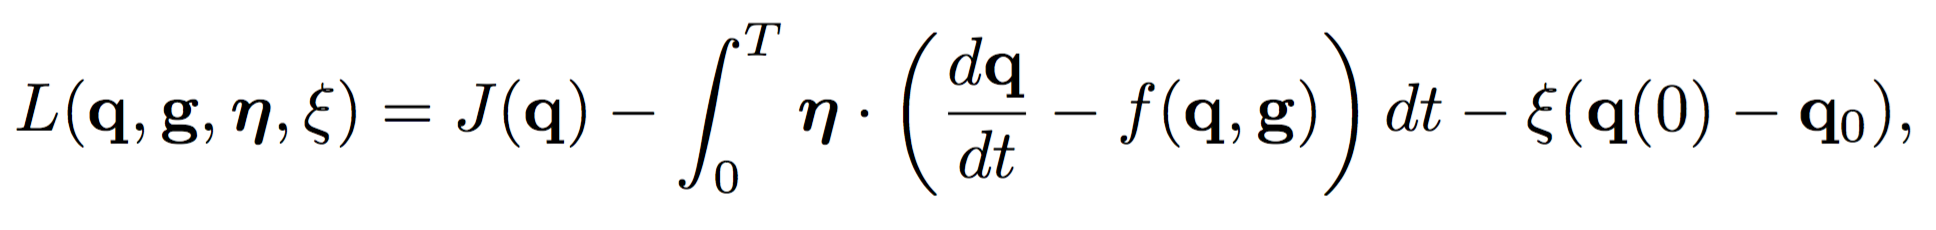 L(𝐪, 𝐠, 𝜼, ξ) = J(𝐪) − ∫₀ᵀ 𝜼 · (d𝐪/dt − f(𝐪, 𝐠)) dt − ξ(𝐪(0) − 𝐪₀),